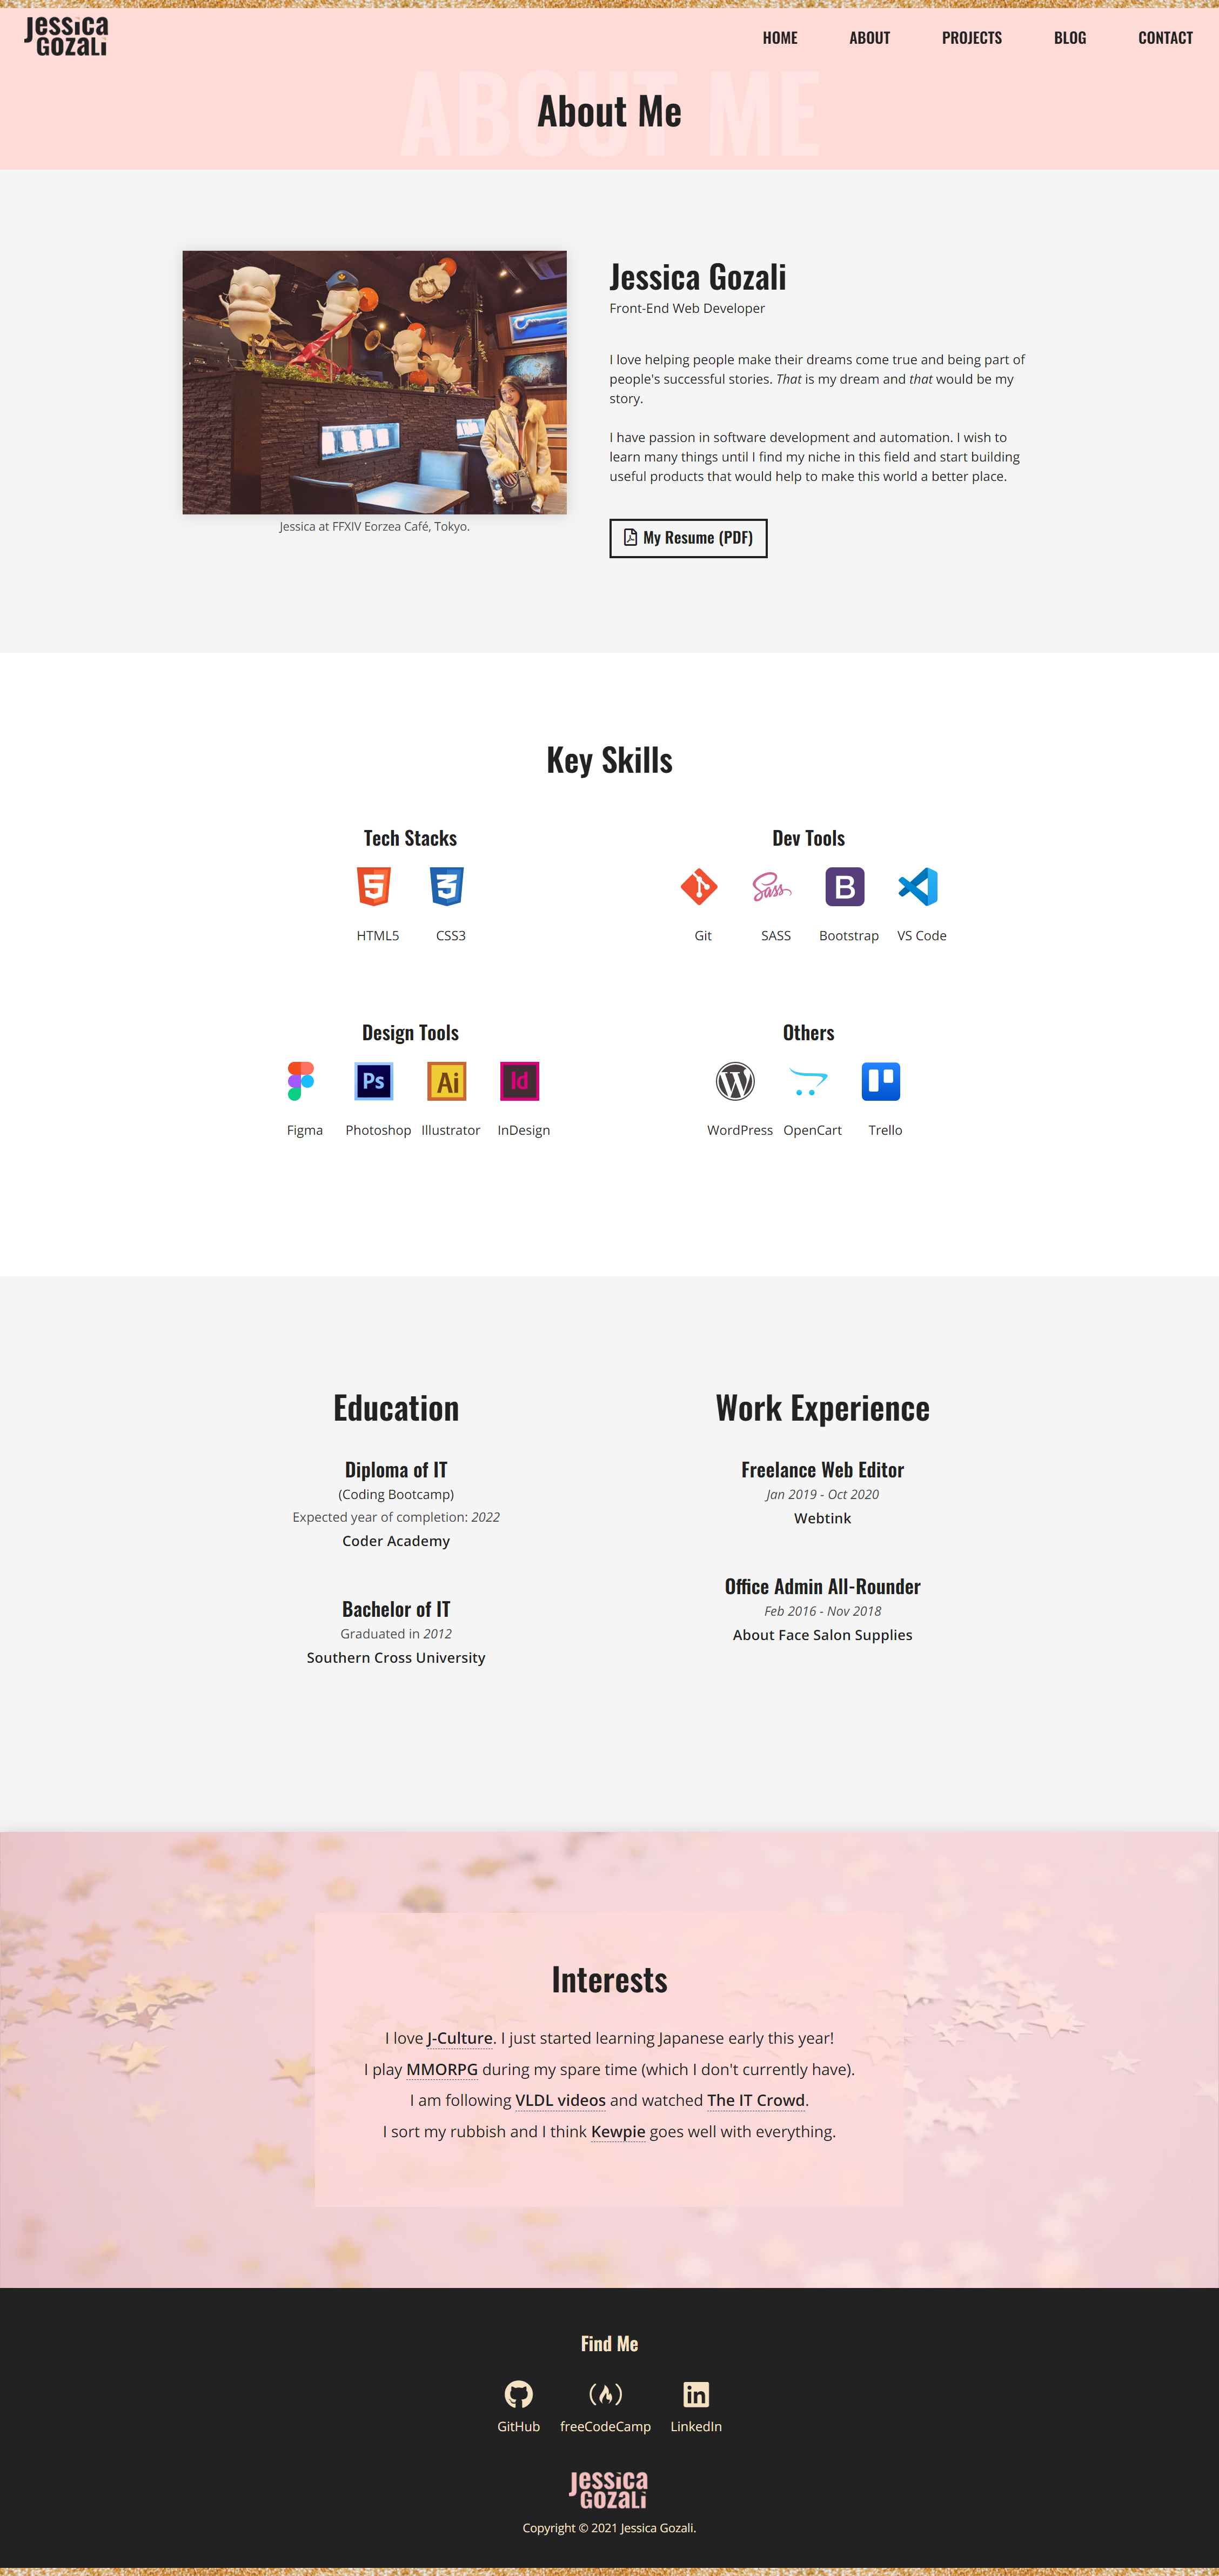 Jessica
Gozali
HOME ABOUT PROJECTS BLOG CONTACT
ABOUT ME
About Me
Jessica Gozali
Front-End Web Developer
I love helping people make their dreams come true and being part of
people's successful stories. That is my dream and that would be my
story.
I have passion in software development and automation. I wish to
learn many things until I find my niche in this field and start building
useful products that would help to make this world a better place.
My Resume (PDF)
Jessica at FFXIV Eorzea Café, Tokyo.
Key Skills
Tech Stacks
5 3
HTML5 CSS3
Dev Tools
Sass B
Git SASS Bootstrap VS Code
Design Tools
Ps Ai Id
Figma Photoshop Illustrator InDesign
Others
W
WordPress OpenCart Trello
Education
Diploma of IT
(Coding Bootcamp)
Expected year of completion: 2022
Coder Academy
Bachelor of IT
Graduated in 2012
Southern Cross University
Work Experience
Freelance Web Editor
Jan 2019 - Oct 2020
Webtink
Office Admin All-Rounder
Feb 2016 - Nov 2018
About Face Salon Supplies
Interests
I love J-Culture. I just started learning Japanese early this year!
I play MMORPG during my spare time (which I don't currently have).
I am following VLDL videos and watched The IT Crowd.
I sort my rubbish and I think Kewpie goes well with everything.
Find Me
in
GitHub freeCodeCamp LinkedIn
Jessica
Gozali
Copyright © 2021 Jessica Gozali.